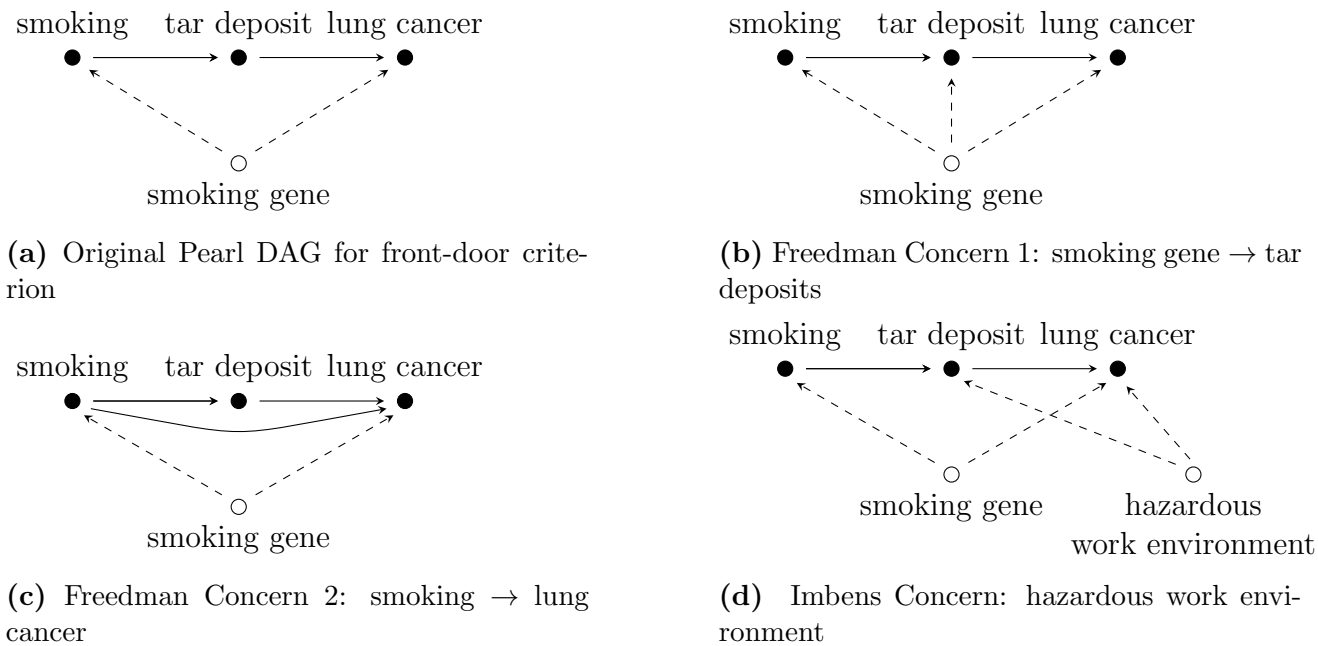 smoking tar deposit lung cancer
smoking gene
(a) Original Pearl DAG for front-door crite-
rion
smoking tar deposit lung cancer
smoking gene
(b) Freedman Concern 1: smoking gene → tar
deposits
smoking tar deposit lung cancer
smoking gene
(c) Freedman Concern 2: smoking → lung
cancer
smoking tar deposit lung cancer
smoking gene
hazardous
work environment
(d) Imbens Concern: hazardous work envi-
ronment